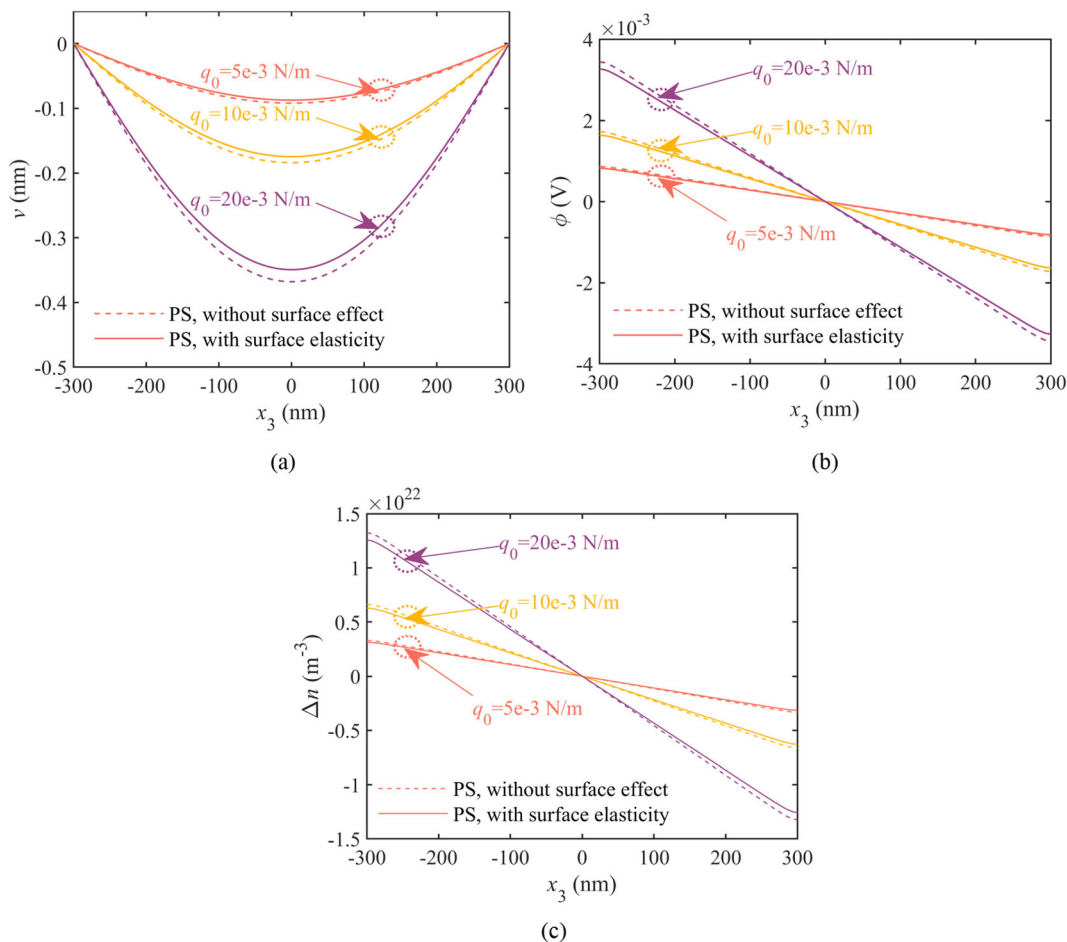 0
-0.1
-0.2
-0.3
-0.4
-0.5
v (nm)
q0=5e-3 N/m
q0=10e-3 N/m
q0=20e-3 N/m
PS, without surface effect
PS, with surface elasticity
-300 -200 -100 0 100 200 300
x3 (nm)
(a)
×10-3
4
2
0
-2
-4
ϕ (V)
q0=20e-3 N/m
q0=10e-3 N/m
q0=5e-3 N/m
PS, without surface effect
PS, with surface elasticity
-300 -200 -100 0 100 200 300
x3 (nm)
(b)
×1022
1.5
1
0.5
0
-0.5
-1
-1.5
Δn (m-3)
q0=20e-3 N/m
q0=10e-3 N/m
q0=5e-3 N/m
PS, without surface effect
PS, with surface elasticity
-300 -200 -100 0 100 200 300
x3 (nm)
(c)